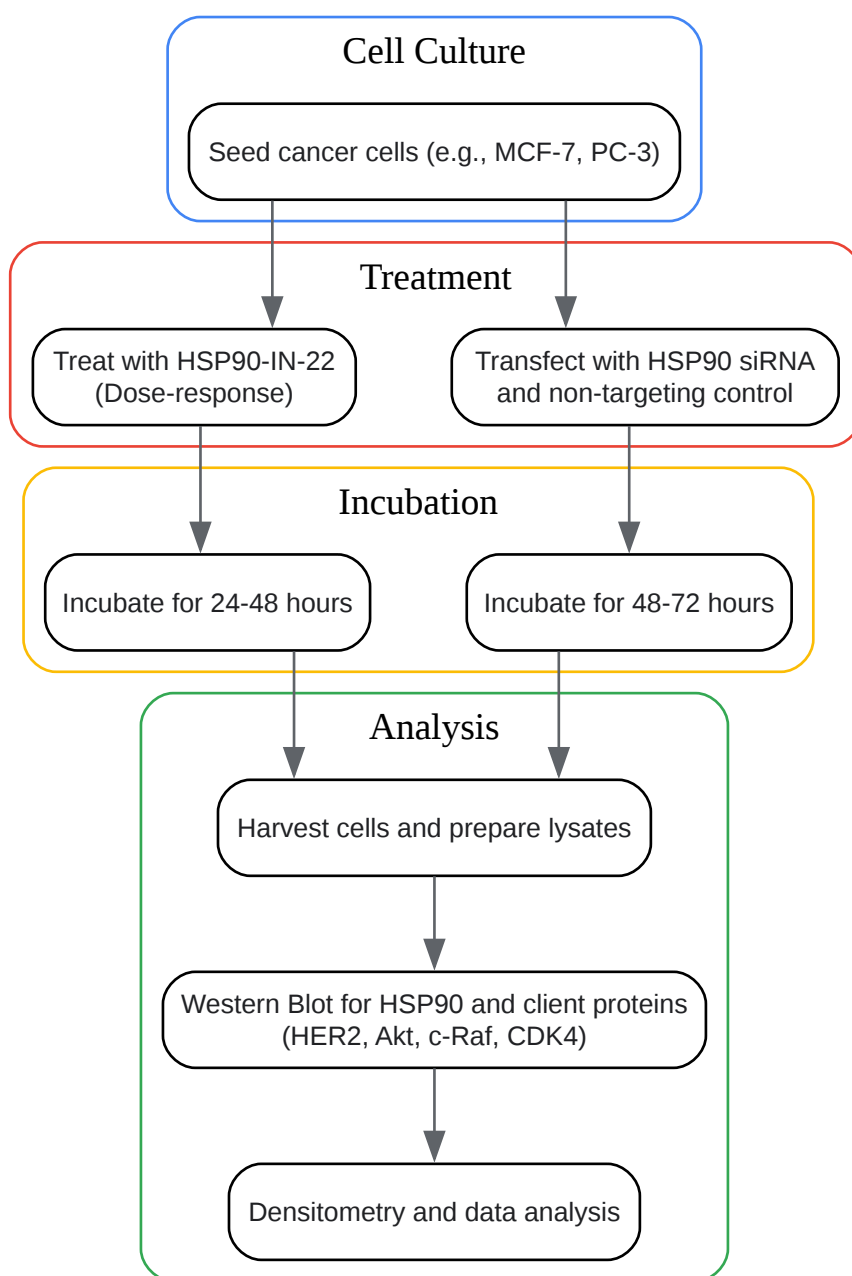 Cell Culture
Seed cancer cells (e.g., MCF-7, PC-3)
Treatment
Treat with HSP90-IN-22
(Dose-response)
Transfect with HSP90 siRNA
and non-targeting control
Incubation
Incubate for 24-48 hours
Incubate for 48-72 hours
Analysis
Harvest cells and prepare lysates
Western Blot for HSP90 and client proteins
(HER2, Akt, c-Raf, CDK4)
Densitometry and data analysis